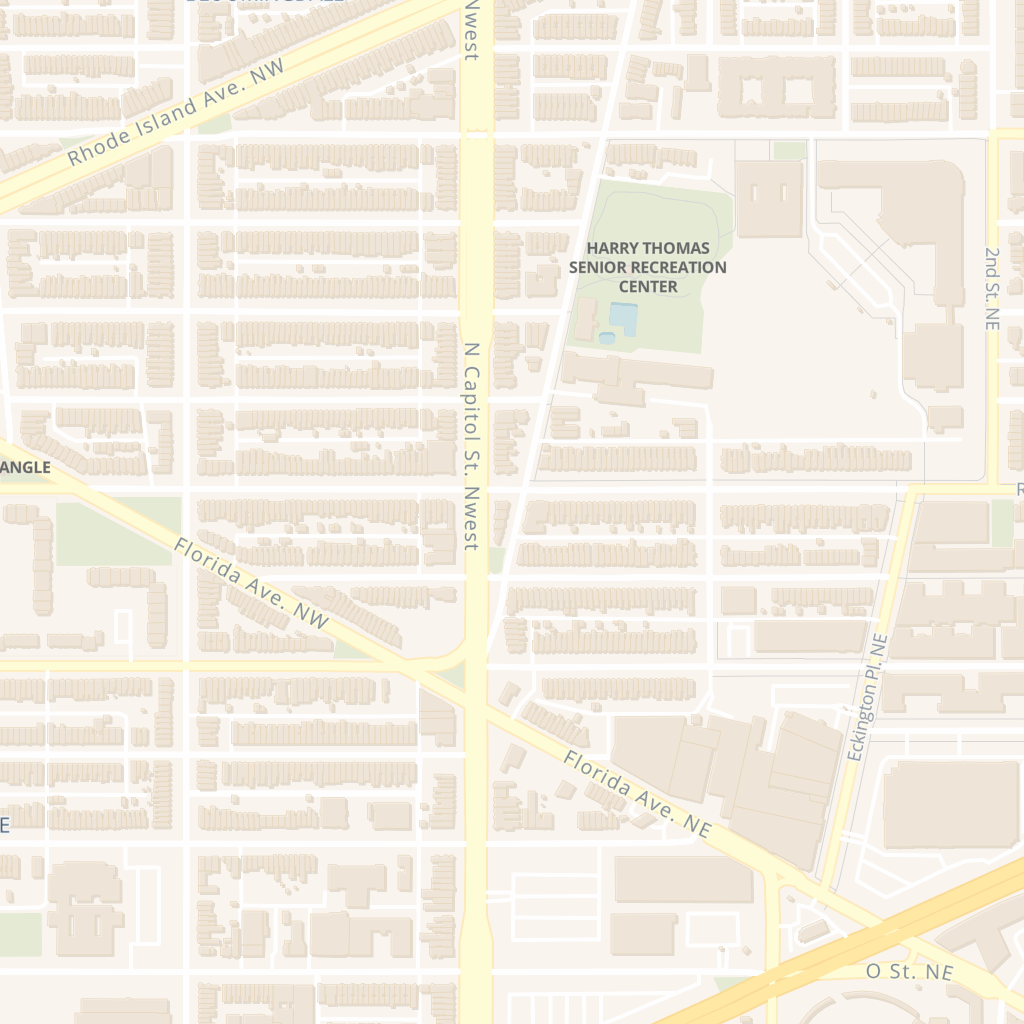 Nwest
Rhode Island Ave. NW
HARRY THOMAS
SENIOR RECREATION
CENTER
2nd St. NE
N Capitol St. Nwest
ANGLE
R
Florida Ave. NW
Eckington Pl. NE
Florida Ave. NE
E
O St. NE